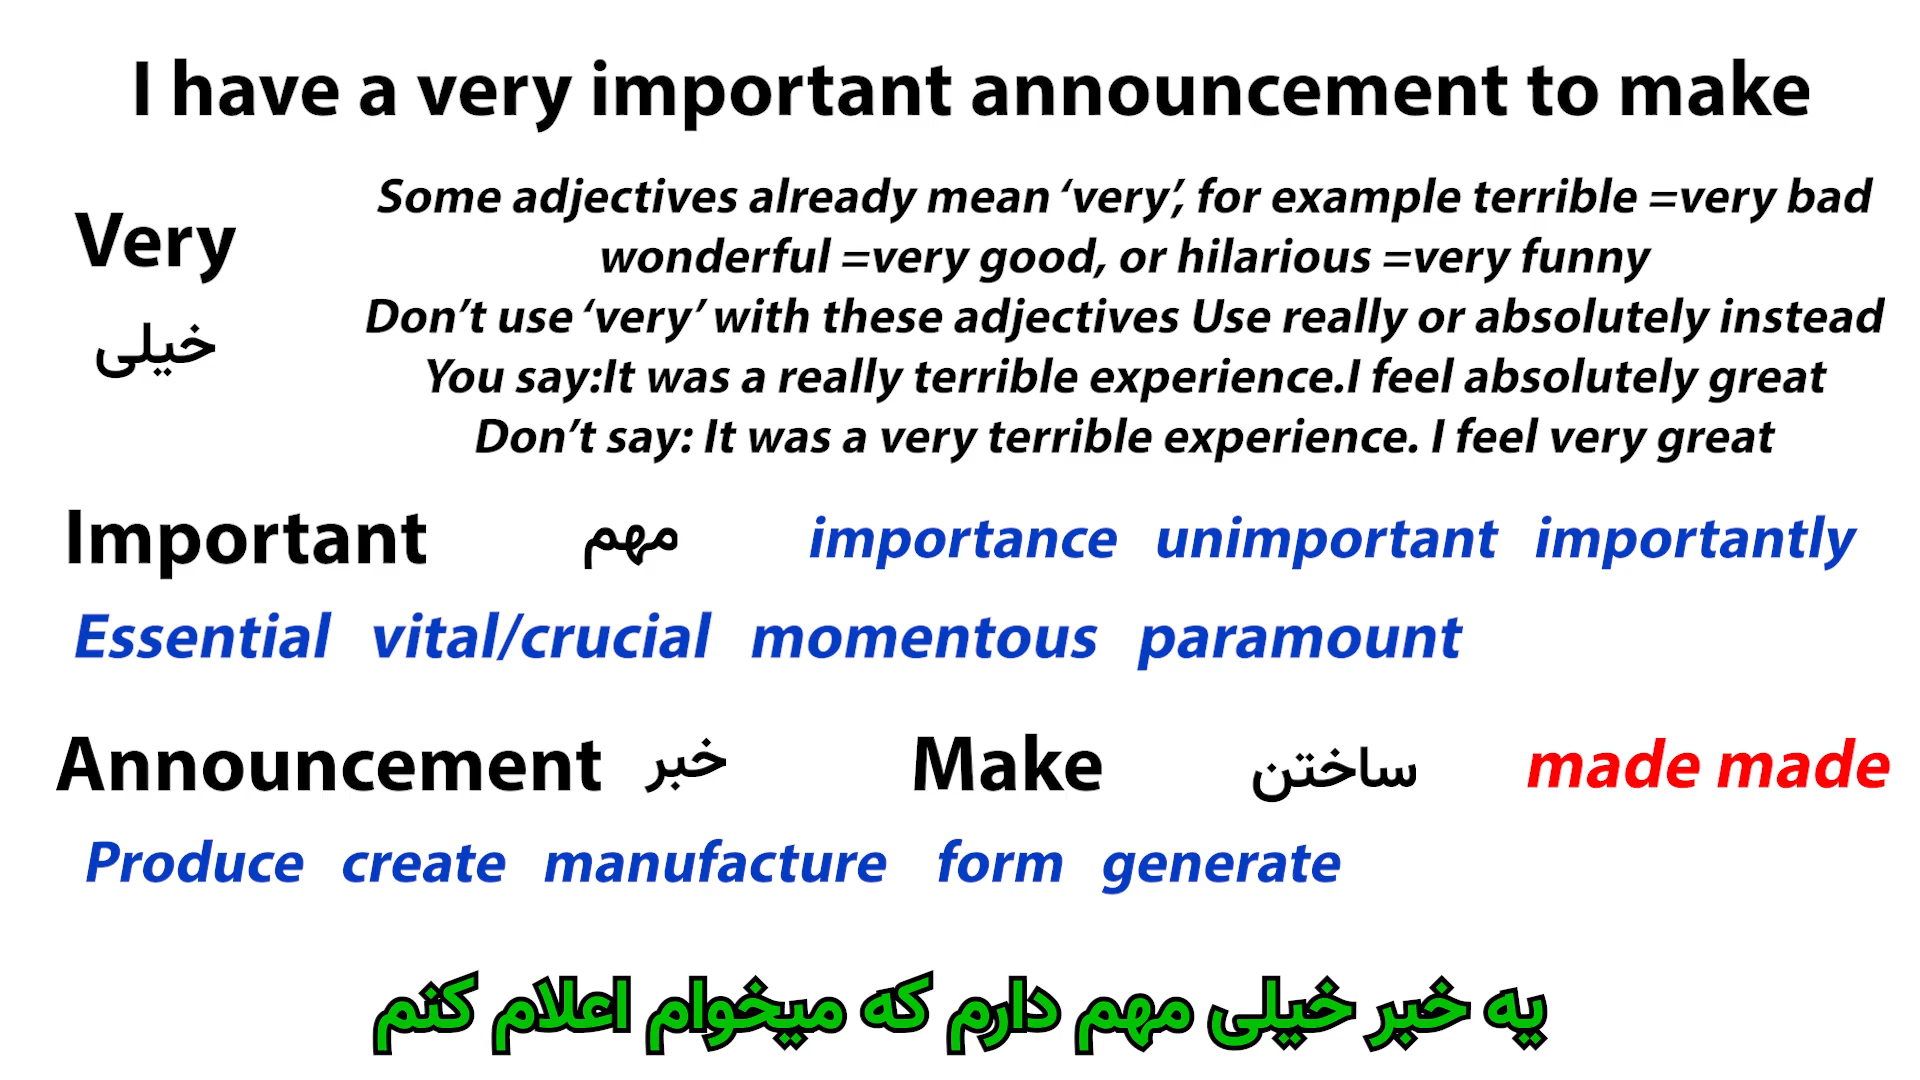 I have a very important announcement to make
Very
خیلی
Some adjectives already mean ‘very’, for example terrible =very bad
wonderful =very good, or hilarious =very funny
Don’t use ‘very’ with these adjectives Use really or absolutely instead
You say:It was a really terrible experience.I feel absolutely great
Don’t say: It was a very terrible experience. I feel very great
Important مهم importance unimportant importantly
Essential vital/crucial momentous paramount
Announcement خبر Make ساختن made made
Produce create manufacture form generate
یه خبر خیلی مهم دارم که میخوام اعلام کنم